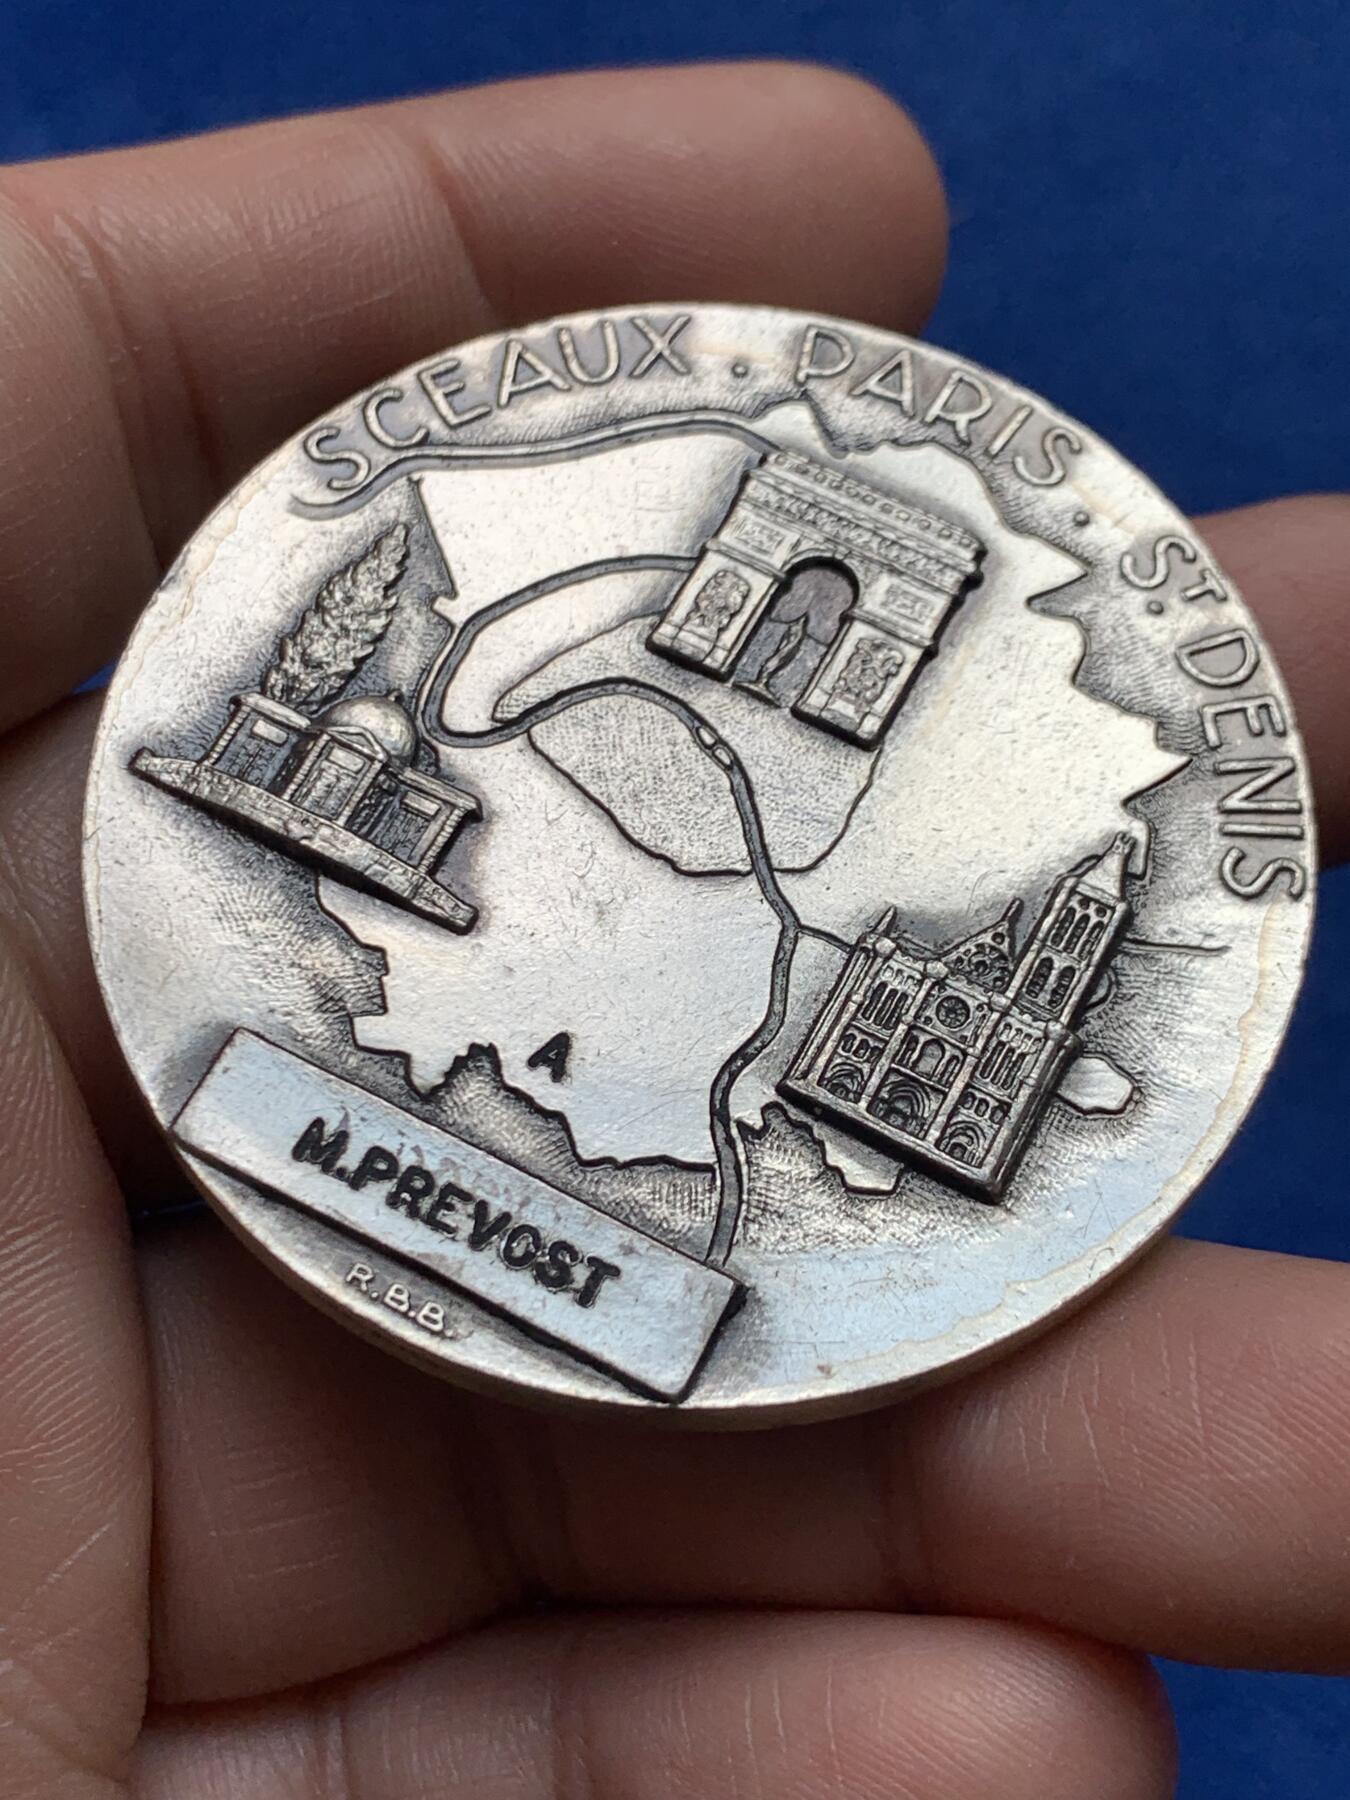 SCEAUX . PARIS . ST DENIS
A
M.PREVOST
R.B.B.